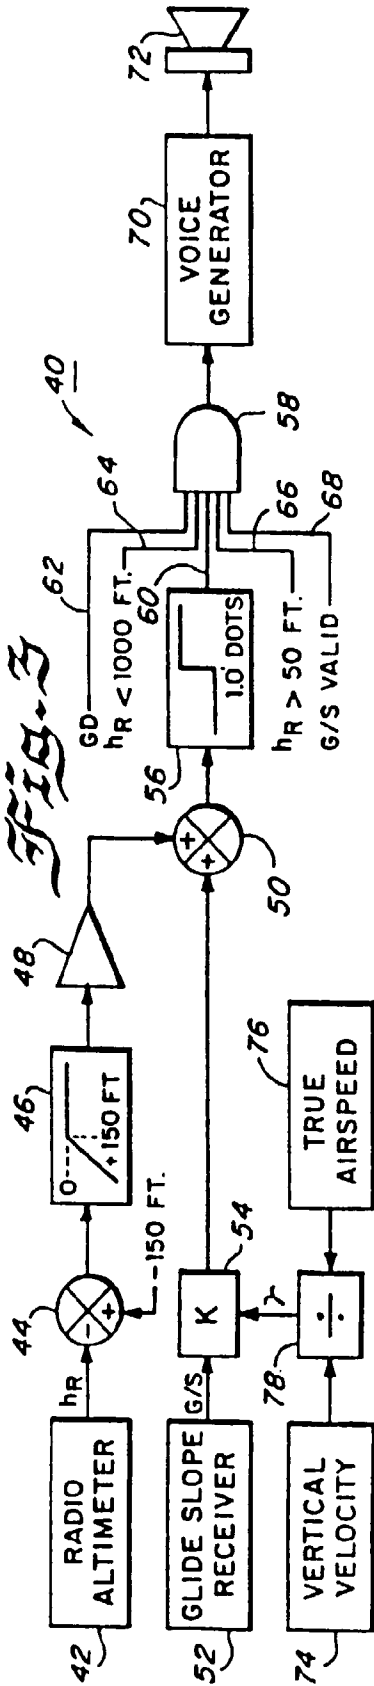 Fig. 3
40
RADIO
ALTIMETER
42
hR
44
-
+
-150 FT.
46
0
+150 FT
48
GLIDE SLOPE
RECEIVER
52
G/S
K
54
+
+
50
56
1.0 DOTS
60
GD
62
hR < 1000 FT.
64
hR > 50 FT.
66
G/S VALID
68
58
VOICE
GENERATOR
70
72
VERTICAL
VELOCITY
74
÷
78
γ
TRUE
AIRSPEED
76